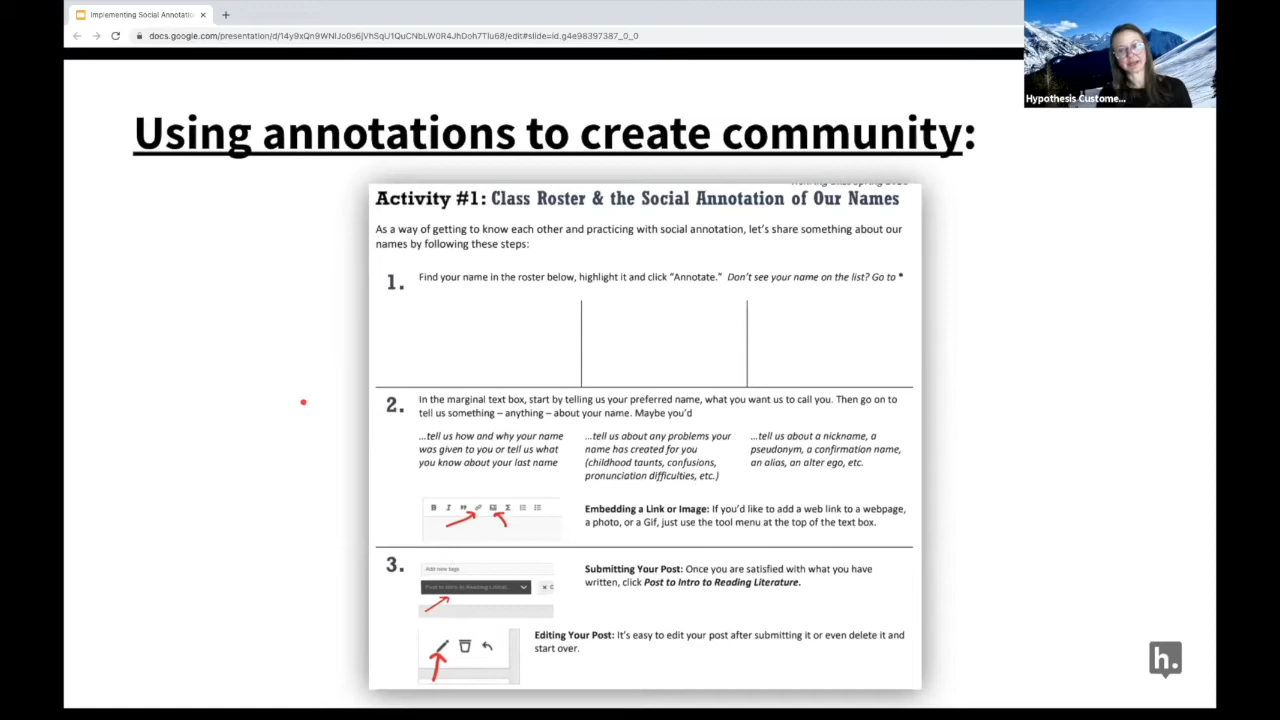 Implementing Social Annotatio
docs.google.com/presentation/d/14y9xQn9WNlJo0s6jVhSqU1QuCNbLW0R4JhDoh7Tlu68/edit#slide=id.g4e98397387_0_0
Hypothesis Custome...
Using annotations to create community:
Activity #1: Class Roster & the Social Annotation of Our Names
As a way of getting to know each other and practicing with social annotation, let's share something about our
names by following these steps:
1. Find your name in the roster below, highlight it and click "Annotate." Don't see your name on the list? Go to *
2. In the marginal text box, start by telling us your preferred name, what you want us to call you. Then go on to
tell us something – anything – about your name. Maybe you'd
...tell us how and why your name
was given to you or tell us what
you know about your last name
...tell us about any problems your
name has created for you
(childhood taunts, confusions,
pronunciation difficulties, etc.)
...tell us about a nickname, a
pseudonym, a confirmation name,
an alias, an alter ego, etc.
B I
Embedding a Link or Image: If you'd like to add a web link to a webpage,
a photo, or a Gif, just use the tool menu at the top of the text box.
3.
Add new tags
Post to Intro to Reading Literat...
Submitting Your Post: Once you are satisfied with what you have
written, click Post to Intro to Reading Literature.
Editing Your Post: It's easy to edit your post after submitting it or even delete it and
start over.
h.